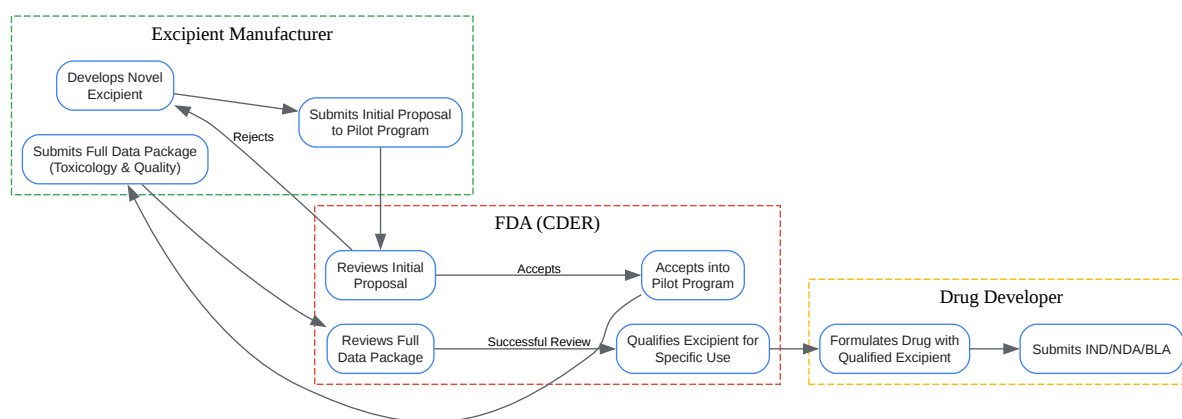 Excipient Manufacturer
Develops Novel
Excipient
Submits Initial Proposal
to Pilot Program
Rejects
Submits Full Data Package
(Toxicology & Quality)
FDA (CDER)
Reviews Initial
Proposal
Accepts
Accepts into
Pilot Program
Reviews Full
Data Package
Successful Review
Qualifies Excipient for
Specific Use
Drug Developer
Formulates Drug with
Qualified Excipient
Submits IND/NDA/BLA